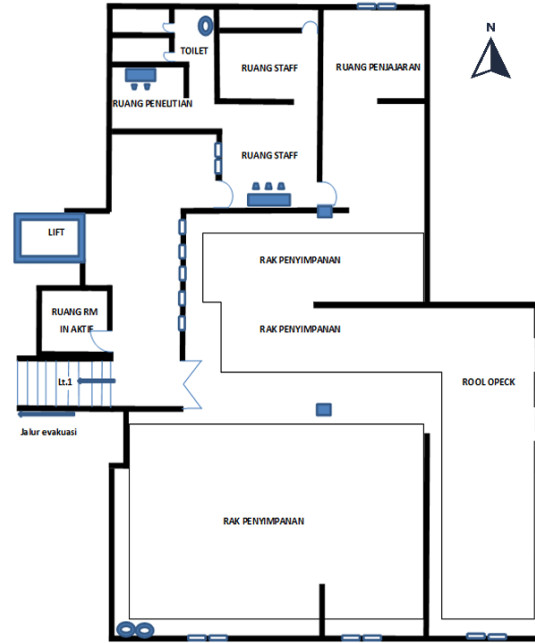 N
TOILET
RUANG STAFF
RUANG PENJAJARAN
RUANG PENELITIAN
RUANG STAFF
LIFT
RAK PENYIMPANAN
RUANG RM
IN AKTIF
RAK PENYIMPANAN
Lt.1
ROOL OPECK
Jalur evakuasi
RAK PENYIMPANAN